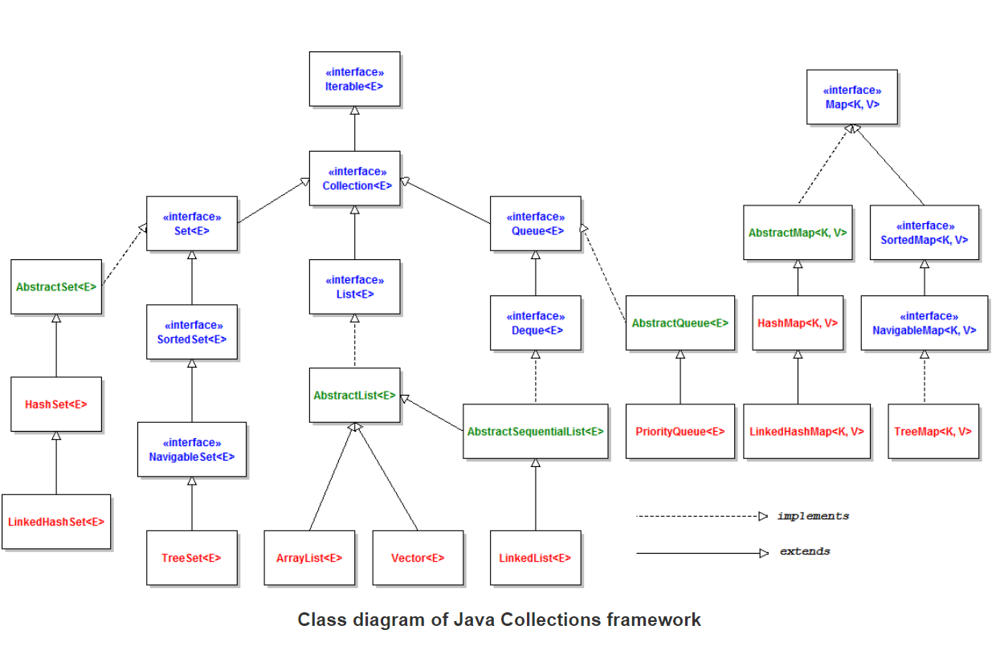 «interface»
Iterable<E>
«interface»
Map<K, V>
«interface»
Collection<E>
«interface»
Set<E>
«interface»
Queue<E>
AbstractMap<K, V>
«interface»
SortedMap<K, V>
AbstractSet<E>
«interface»
List<E>
«interface»
SortedSet<E>
«interface»
Deque<E>
AbstractQueue<E>
HashMap<K, V>
«interface»
NavigableMap<K, V>
HashSet<E>
AbstractList<E>
«interface»
NavigableSet<E>
AbstractSequentialList<E>
PriorityQueue<E>
LinkedHashMap<K, V>
TreeMap<K, V>
LinkedHashSet<E>
TreeSet<E>
ArrayList<E>
Vector<E>
LinkedList<E>
implements
extends
Class diagram of Java Collections framework